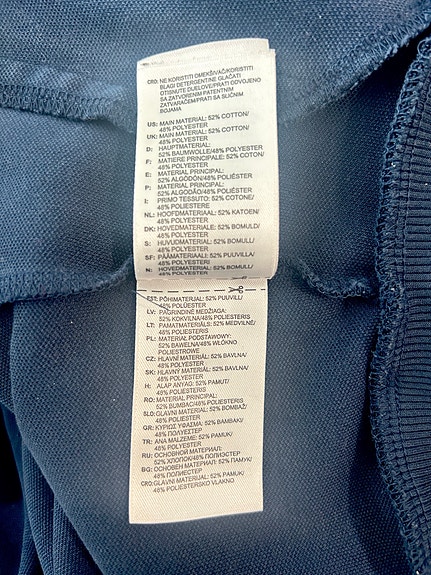 CRO: NE KORISTITI OMEKŠIVAČ/KORISTITI
BLAGI DETERGENT/NE GLAČATI
OTISNUTE DIJELOVE/PRATI ODVOJENO
SA ZATVORENIM PATENTNIM
ZATVARAČEM/PRATI SA SLIČNIM
BOJAMA
US: MAIN MATERIAL: 52% COTTON/
48% POLYESTER
UK: MAIN MATERIAL: 52% COTTON/
48% POLYESTER
D: HAUPTMATERIAL:
52% BAUMWOLLE/48% POLYESTER
F: MATIERE PRINCIPALE: 52% COTON/
48% POLYESTER
E: MATERIAL PRINCIPAL:
52% ALGODÓN/48% POLIÉSTER
P: MATERIAL PRINCIPAL:
52% ALGODÃO/48% POLIÉSTER
I: PRIMO TESSUTO: 52% COTONE/
48% POLIESTERE
NL: HOOFDMATERIAAL: 52% KATOEN/
48% POLYESTER
DK: HOVEDMATERIALE: 52% BOMULD/
48% POLYESTER
S: HUVUDMATERIAL: 52% BOMULL/
48% POLYESTER
SF: PÄÄMATERIAALI: 52% PUUVILLA/
48% POLYESTERI
N: HOVEDMATERIAL: 52% BOMULL/
48% POLYESTER
EST: PÕHIMATERJAL: 52% PUUVILL/
48% POLÜESTER
LV: PAGRINDINE MEDŽIAGA:
52% KOKVILNA/48% POLIESTERIS
LT: PAMATMATERIĀLS: 52% MEDVILNĖ/
48% POLIESTERIS
PL: MATERIAŁ PODSTAWOWY:
52% BAWEŁNA/48% WŁÓKNO
POLIESTROWE
CZ: HLAVNÍ MATERIÁL: 52% BAVLNA/
48% POLYESTER
SK: HLAVNÝ MATERIÁL: 52% BAVLNA/
48% POLYESTER
H: ALAP ANYAG: 52% PAMUT/
48% POLIÉSZTER
RO: MATERIAL PRINCIPAL:
52% BUMBAC/48% POLIESTER
SLO: GLAVNI MATERIAL: 52% BOMBAŽ/
48% POLIESTER
GR: ΚΥΡΙΩΣ ΥΦΑΣΜΑ: 52% ΒΑΜΒΑΚΙ/
48% ΠΟΛΥΕΣΤΕΡ
TR: ANA MALZEME: 52% PAMUK/
48% POLYESTER
RU: ОСНОВНОЙ МАТЕРИАЛ:
52% ХЛОПОК/48% ПОЛИЭСТЕР
BG: ОСНОВЕН МАТЕРИАЛ: 52% ПАМУК/
48% ПОЛИЕСТЕР
CRO: GLAVNI MATERIJAL: 52% PAMUK/
48% POLIESTERSKO VLAKNO